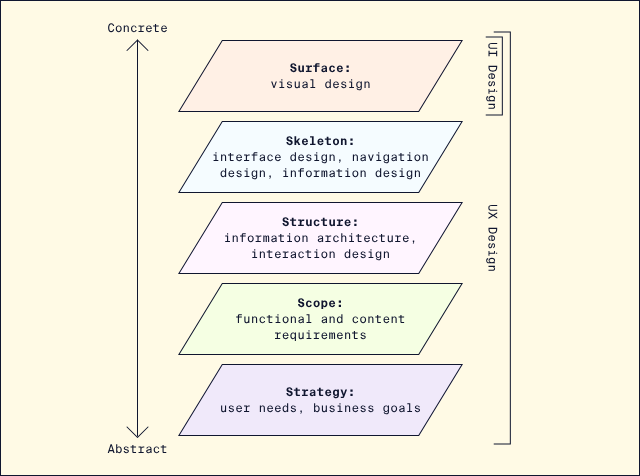 Concrete
Surface:
visual design
UI Design
Skeleton:
interface design, navigation
design, information design
Structure:
information architecture,
interaction design
UX Design
Scope:
functional and content
requirements
Strategy:
user needs, business goals
Abstract